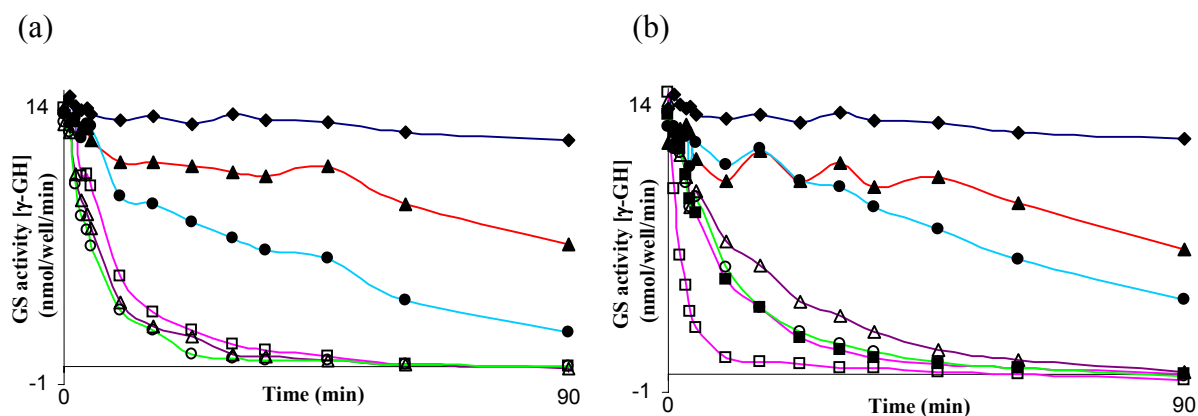 (a)
(b)
14
GS activity [γ-GH]
(nmol/well/min)
-1
0
Time (min)
90
14
GS activity [γ-GH]
(nmol/well/min)
-1
0
Time (min)
90